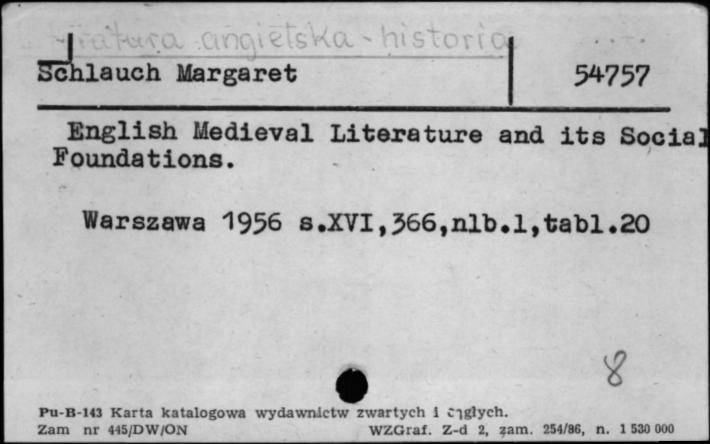 angielska - historia
Schlauch Margaret 54757
English Medieval Literature and its Social
Foundations.
Warszawa 1956 s.XVI,366,nlb.1,tabl.20
8
Pu-B-143 Karta katalogowa wydawnictw zwartych i ciągłych.
Zam nr 445/DW/ON WZGraf. Z-d 2, zam. 254/86, n. 1 530 000